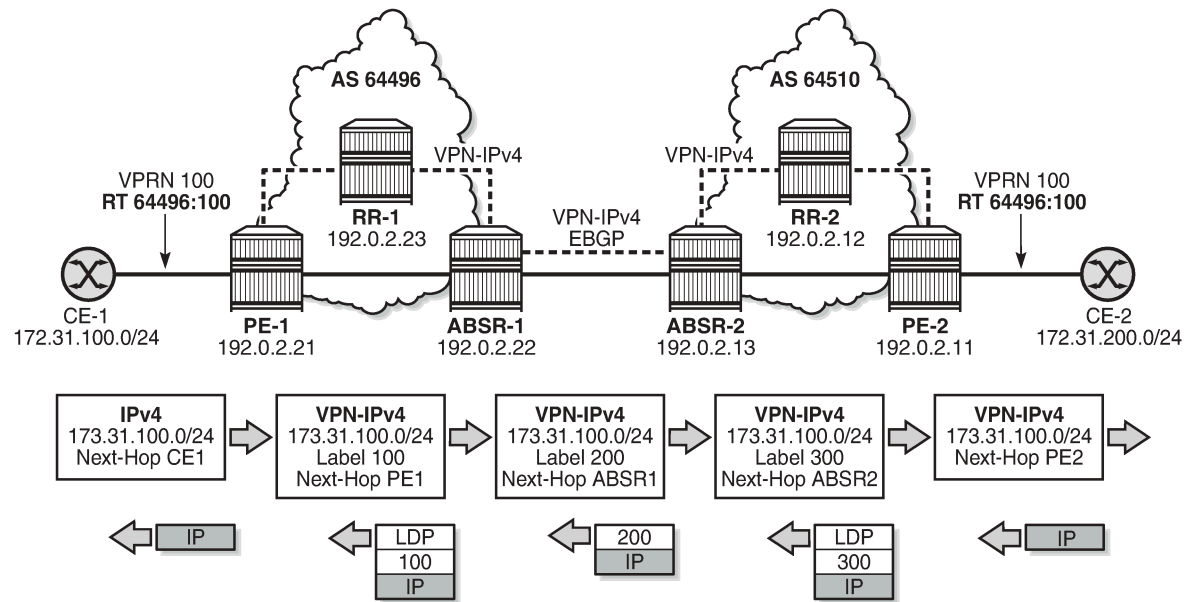 AS 64496
AS 64510
VPN-IPv4
VPN-IPv4
VPRN 100
RT 64496:100
RR-1
192.0.2.23
VPN-IPv4
EBGP
RR-2
192.0.2.12
VPRN 100
RT 64496:100
CE-1
172.31.100.0/24
PE-1
192.0.2.21
ABSR-1
192.0.2.22
ABSR-2
192.0.2.13
PE-2
192.0.2.11
CE-2
172.31.200.0/24
IPv4
173.31.100.0/24
Next-Hop CE1
VPN-IPv4
173.31.100.0/24
Label 100
Next-Hop PE1
VPN-IPv4
173.31.100.0/24
Label 200
Next-Hop ABSR1
VPN-IPv4
173.31.100.0/24
Label 300
Next-Hop ABSR2
VPN-IPv4
173.31.100.0/24
Next-Hop PE2
IP
LDP
100
IP
200
IP
LDP
300
IP
IP